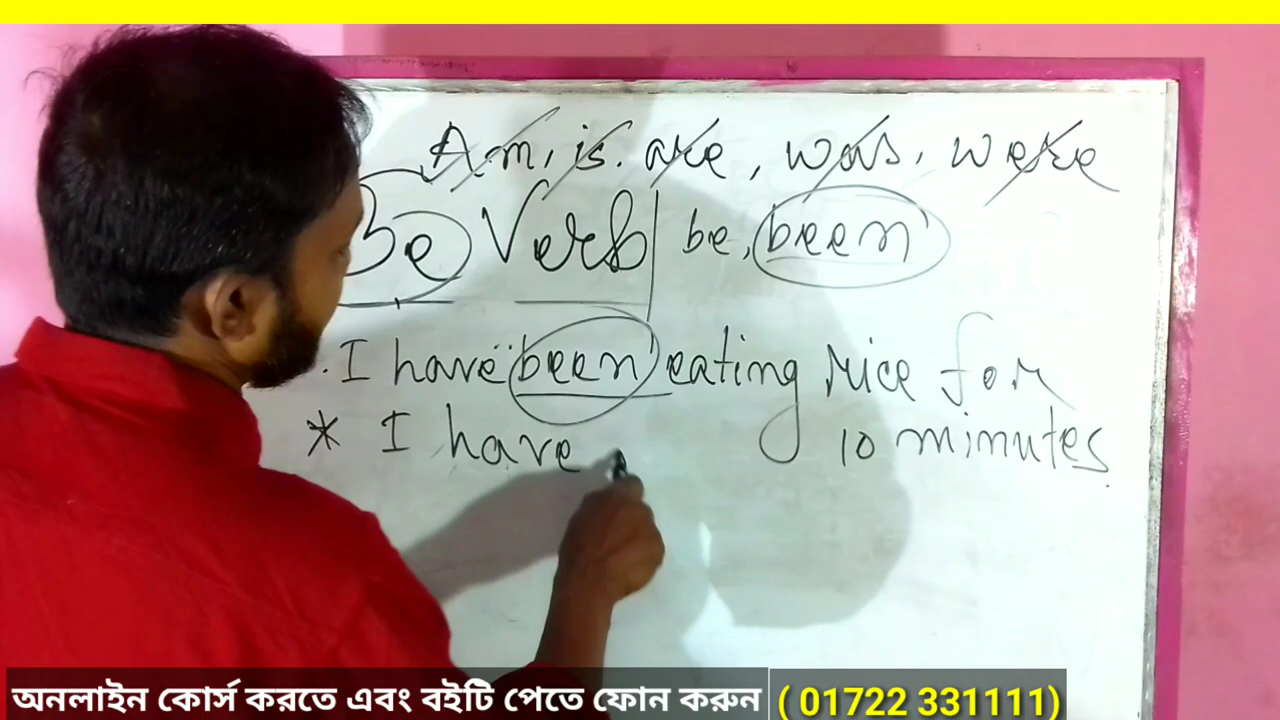 Am, is. are, was, were
Be Verb be, been
I have been eating rice for
10 minutes.
* I have
অনলাইন কোর্স করতে এবং বইটি পেতে ফোন করুন ( 01722 331111)